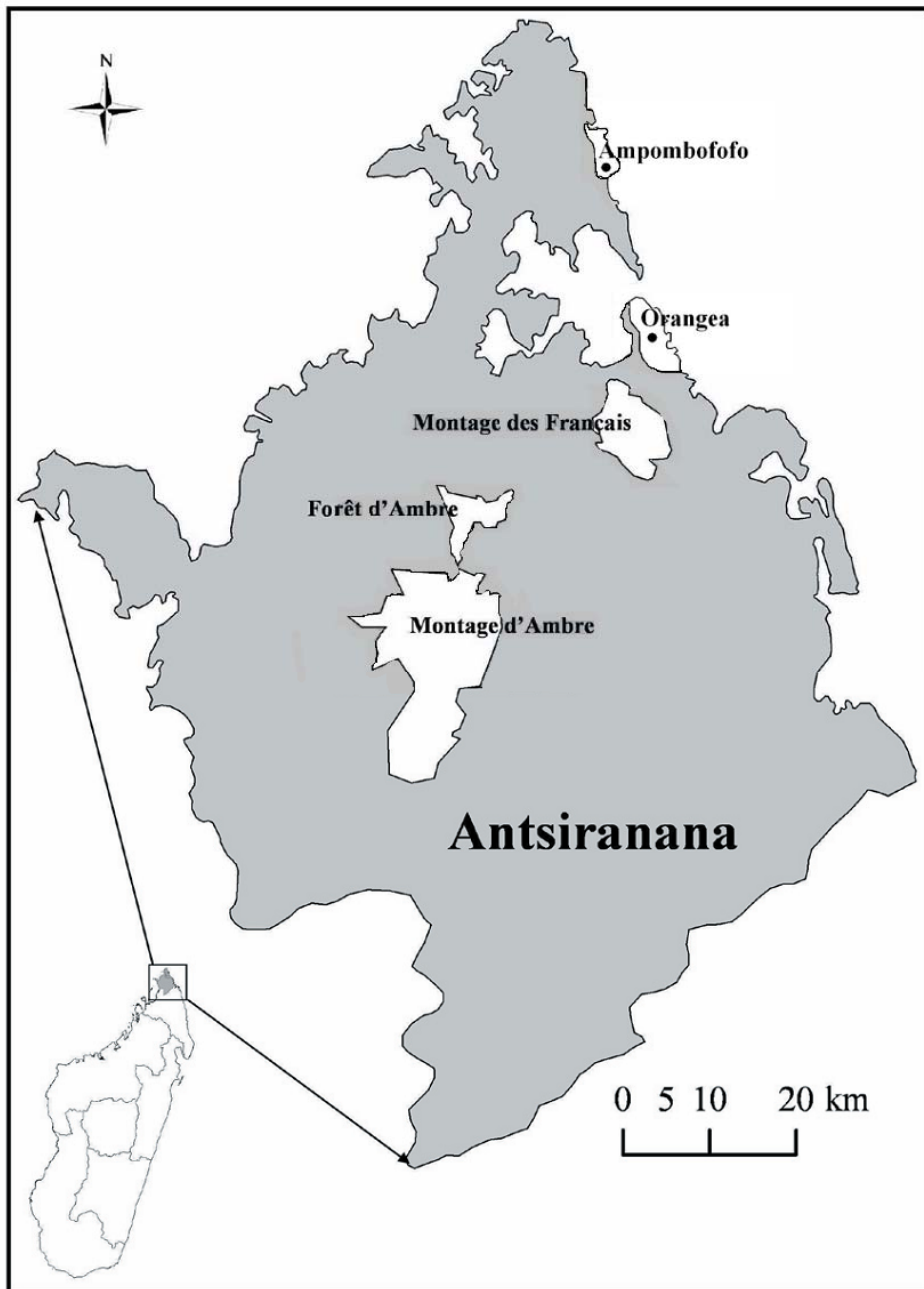 N
Ampombofofo
Orangea
Montage des Français
Forêt d'Ambre
Montage d'Ambre
Antsiranana
0 5 10 20 km